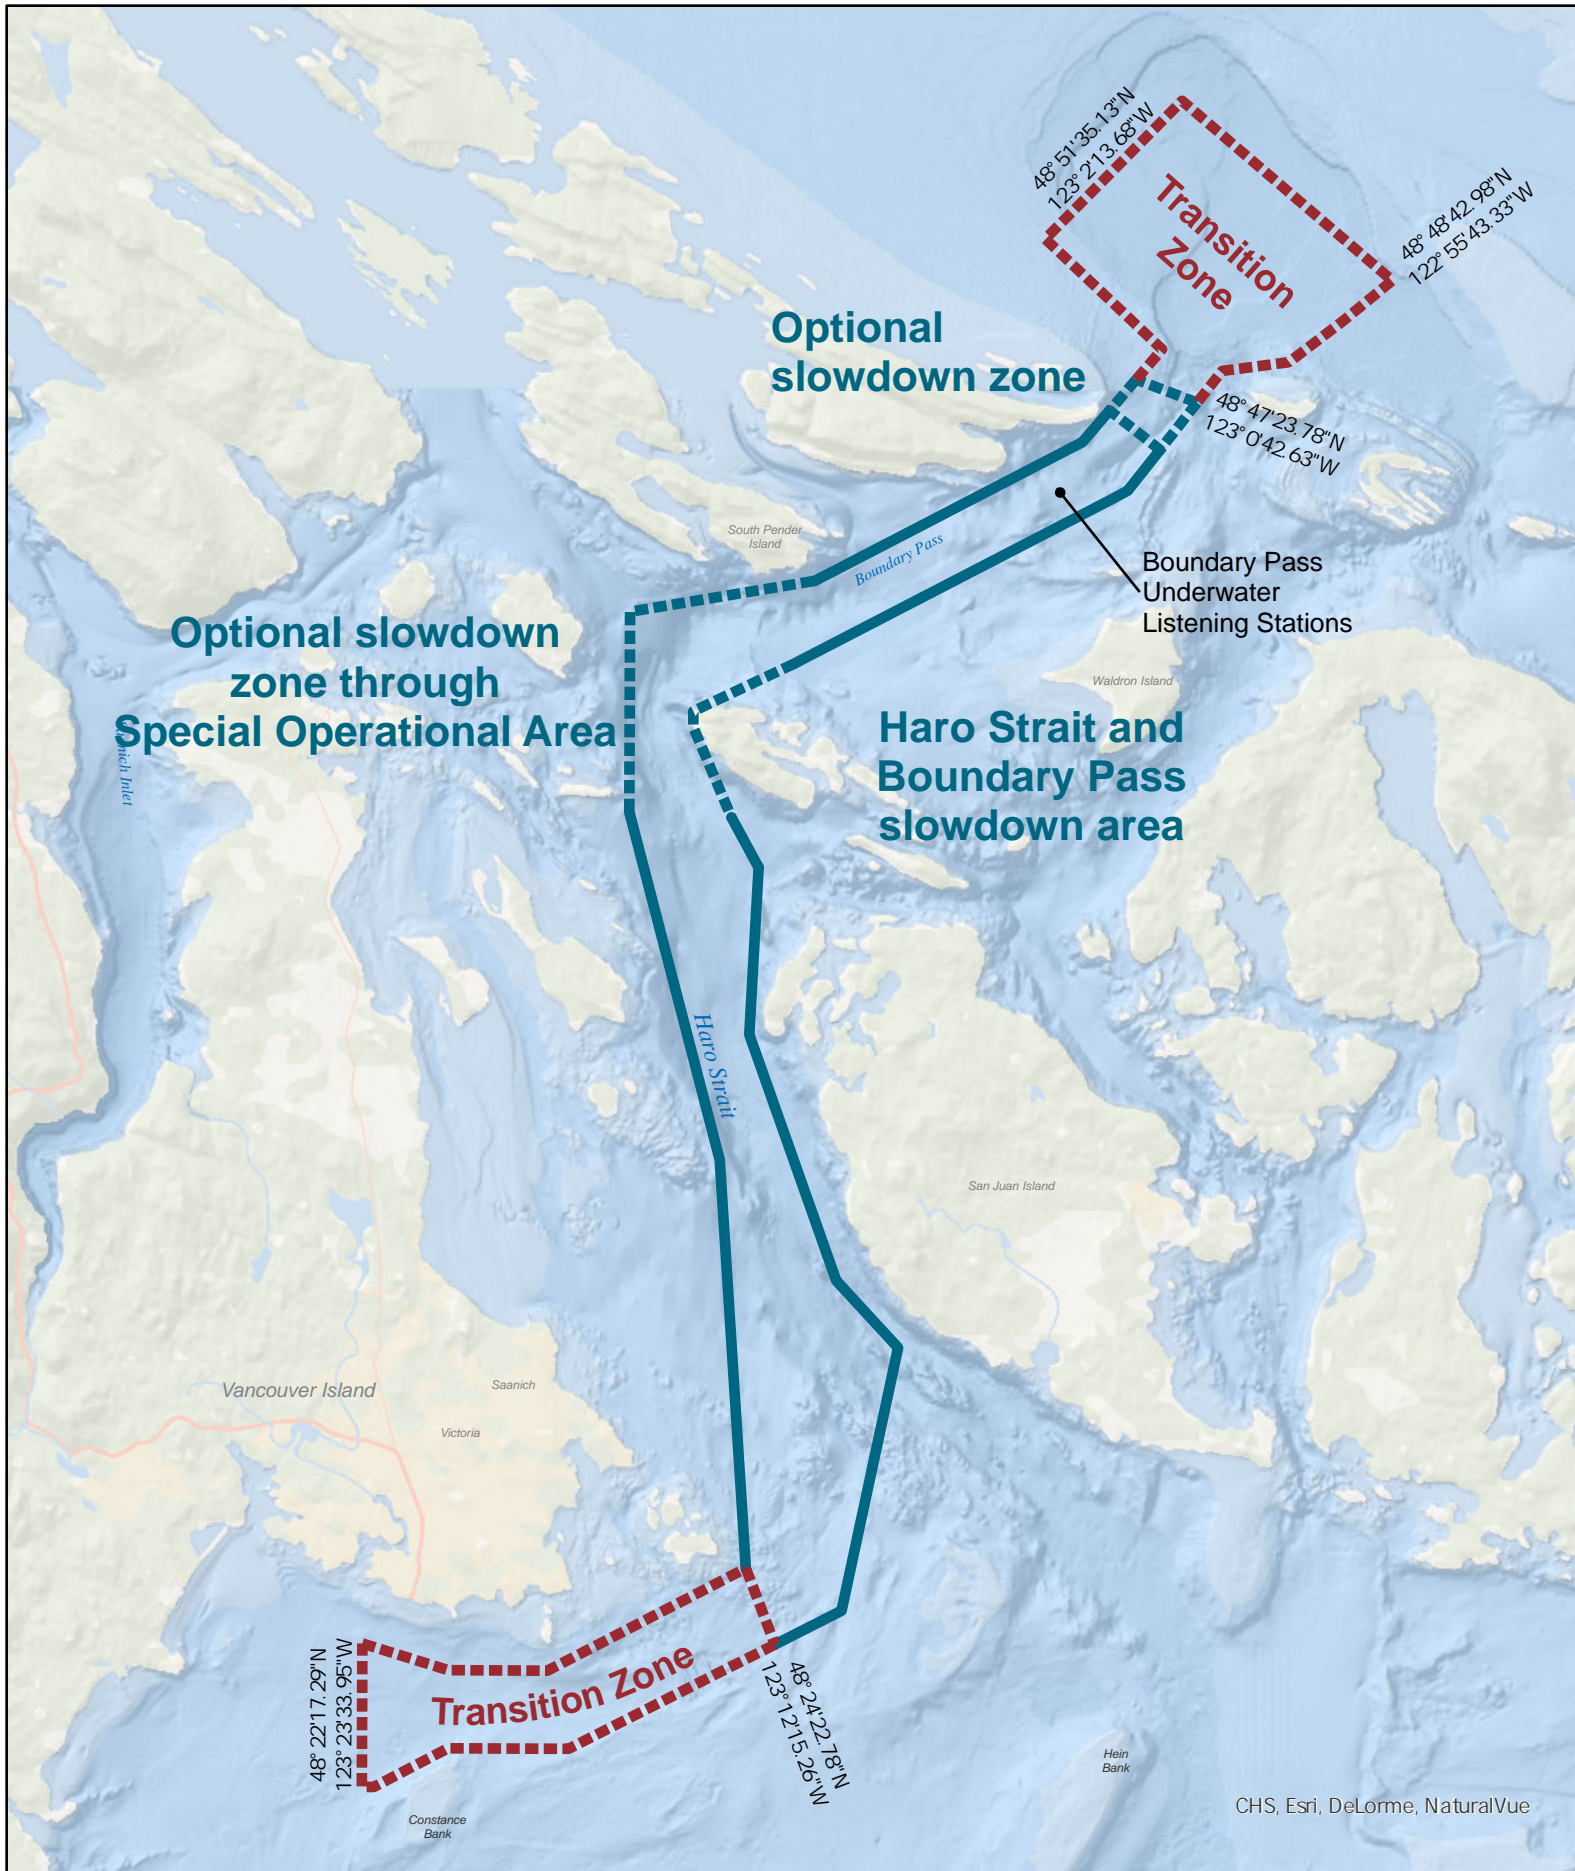 48° 51'35.13"N
123° 2'13.68"W
Transition
Zone
48° 48'42.98"N
122° 55'43.33"W
Optional
slowdown zone
48° 47'23.78"N
123° 0'42.63"W
South Pender
Island
Boundary Pass
Boundary Pass
Underwater
Listening Stations
Optional slowdown
zone through
Special Operational Area
Waldron Island
Haro Strait and
Boundary Pass
slowdown area
Inlet
Haro Strait
San Juan Island
Vancouver Island
Saanich
Victoria
48° 22'17.29"N
123° 23'33.95"W
Transition Zone
48° 24'22.78"N
123° 12'15.26"W
Hein
Bank
Constance
Bank
CHS, Esri, DeLorme, NaturalVue